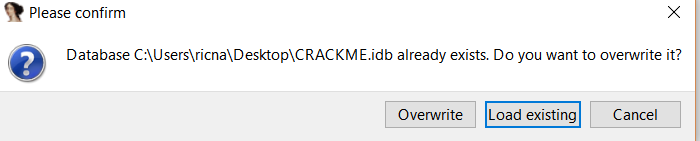 Please confirm
Database C:\Users\ricna\Desktop\CRACKME.idb already exists. Do you want to overwrite it?
Overwrite Load existing Cancel